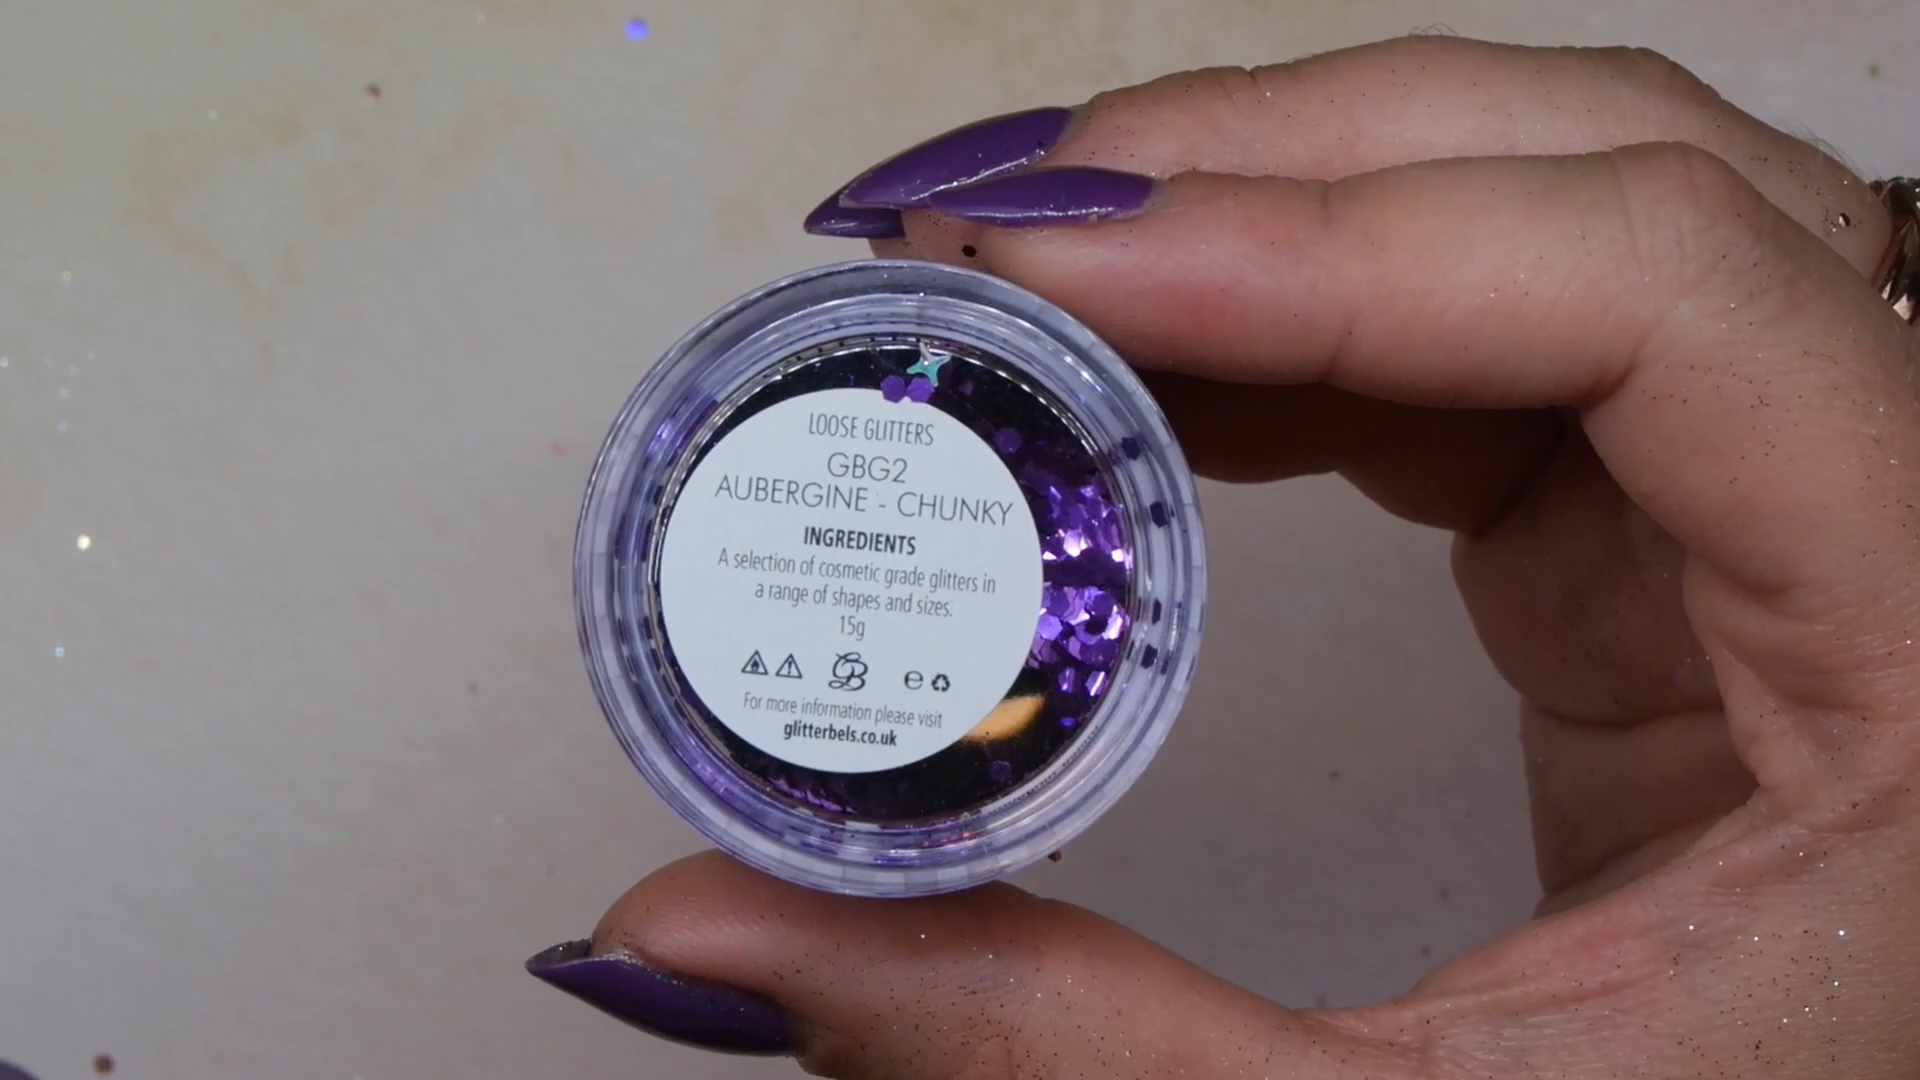 LOOSE GLITTERS
GBG2
AUBERGINE - CHUNKY
INGREDIENTS
A selection of cosmetic grade glitters in
a range of shapes and sizes.
15g
GB ℮
For more information please visit
glitterbels.co.uk